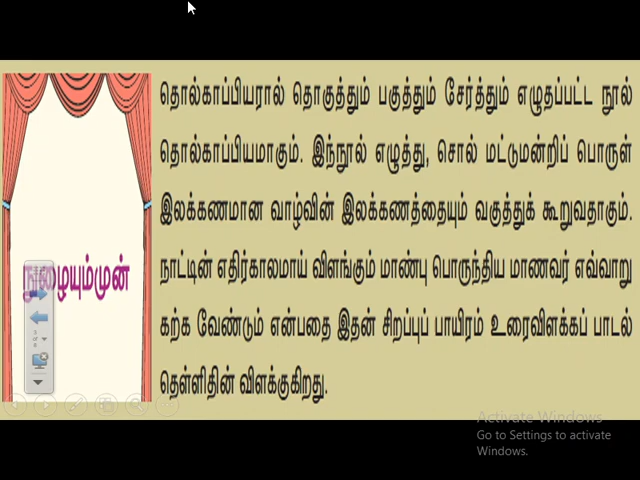 தொல்காப்பியரால் தொகுத்தும் பகுத்தும் சேர்த்தும் எழுதப்பட்ட நூல்
தொல்காப்பியமாகும். இந்நூல் எழுத்து, சொல் மட்டுமன்றிப் பொருள்
இலக்கணமான வாழ்வின் இலக்கணத்தையும் வகுத்துக் கூறுவதாகும்.
நாட்டின் எதிர்காலமாய் விளங்கும் மாண்பு பொருந்திய மாணவர் எவ்வாறு
கற்க வேண்டும் என்பதை இதன் சிறப்புப் பாயிரம் உரைவிளக்கப் பாடல்
தெள்ளிதின் விளக்குகிறது.
நுழையும்முன்
Activate Windows
Go to Settings to activate
Windows.